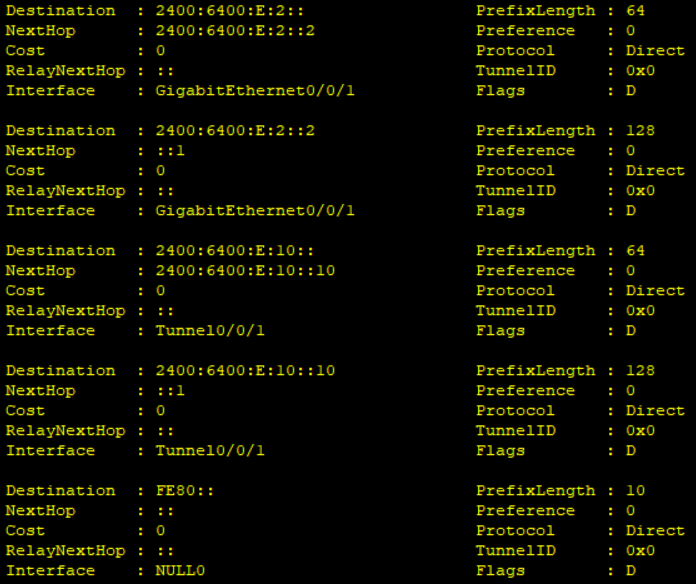 Destination  : 2400:6400:E:2::                 PrefixLength : 64
NextHop      : 2400:6400:E:2::2                Preference   : 0
Cost         : 0                               Protocol     : Direct
RelayNextHop : ::                              TunnelID     : 0x0
Interface    : GigabitEthernet0/0/1            Flags        : D
Destination  : 2400:6400:E:2::2                PrefixLength : 128
NextHop      : ::1                             Preference   : 0
Cost         : 0                               Protocol     : Direct
RelayNextHop : ::                              TunnelID     : 0x0
Interface    : GigabitEthernet0/0/1            Flags        : D
Destination  : 2400:6400:E:10::                PrefixLength : 64
NextHop      : 2400:6400:E:10::10              Preference   : 0
Cost         : 0                               Protocol     : Direct
RelayNextHop : ::                              TunnelID     : 0x0
Interface    : Tunnel0/0/1                     Flags        : D
Destination  : 2400:6400:E:10::10              PrefixLength : 128
NextHop      : ::1                             Preference   : 0
Cost         : 0                               Protocol     : Direct
RelayNextHop : ::                              TunnelID     : 0x0
Interface    : Tunnel0/0/1                     Flags        : D
Destination  : FE80::                          PrefixLength : 10
NextHop      : ::                              Preference   : 0
Cost         : 0                               Protocol     : Direct
RelayNextHop : ::                              TunnelID     : 0x0
Interface    : NULL0                           Flags        : D